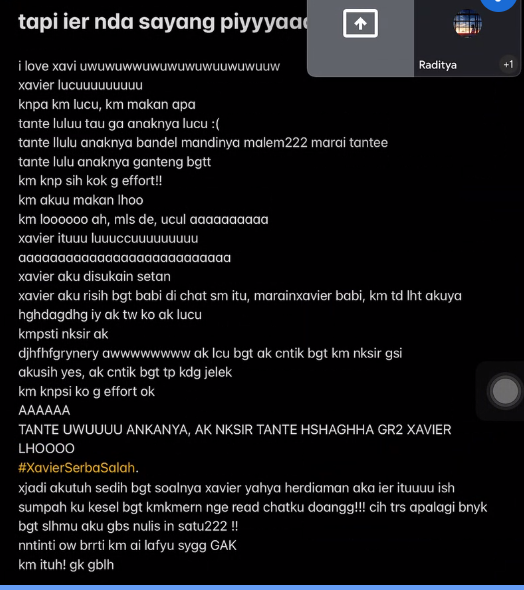 tapi ier nda sayang piyyyaaa
Raditya
+1
i love xavi uwuwuwwuwuwuwuwuuwuwuuw
xavier lucuuuuuuuuu
knpa km lucu, km makan apa
tante luluu tau ga anaknya lucu :(
tante llulu anaknya bandel mandinya malem222 marai tantee
tante lulu anaknya ganteng bgtt
km knp sih kok g effort!!
km akuu makan lhoo
km loooooo ah, mls de, ucul aaaaaaaaaa
xavier ituuu luuuccuuuuuuuuu
aaaaaaaaaaaaaaaaaaaaaaaaaaa
xavier aku disukain setan
xavier aku risih bgt babi di chat sm itu, marainxavier babi, km td lht akuya
hghdagdhg iy ak tw ko ak lucu
kmpsti nksir ak
djhfhfgrynery awwwwwwww ak lcu bgt ak cntik bgt km nksir gsi
akusih yes, ak cntik bgt tp kdg jelek
km knpsi ko g effort ok
AAAAAA
TANTE UWUUUU ANKANYA, AK NKSIR TANTE HSHAGHHA GR2 XAVIER
LHOOOO
#XavierSerbaSalah.
xjadi akutuh sedih bgt soalnya xavier yahya herdiaman aka ier ituuuu ish
sumpah ku kesel bgt kmkmern nge read chatku doangg!!! cih trs apalagi bnyk
bgt slhmu aku gbs nulis in satu222 !!
nntinti ow brrti km ai lafyu sygg GAK
km ituh! gk gblh